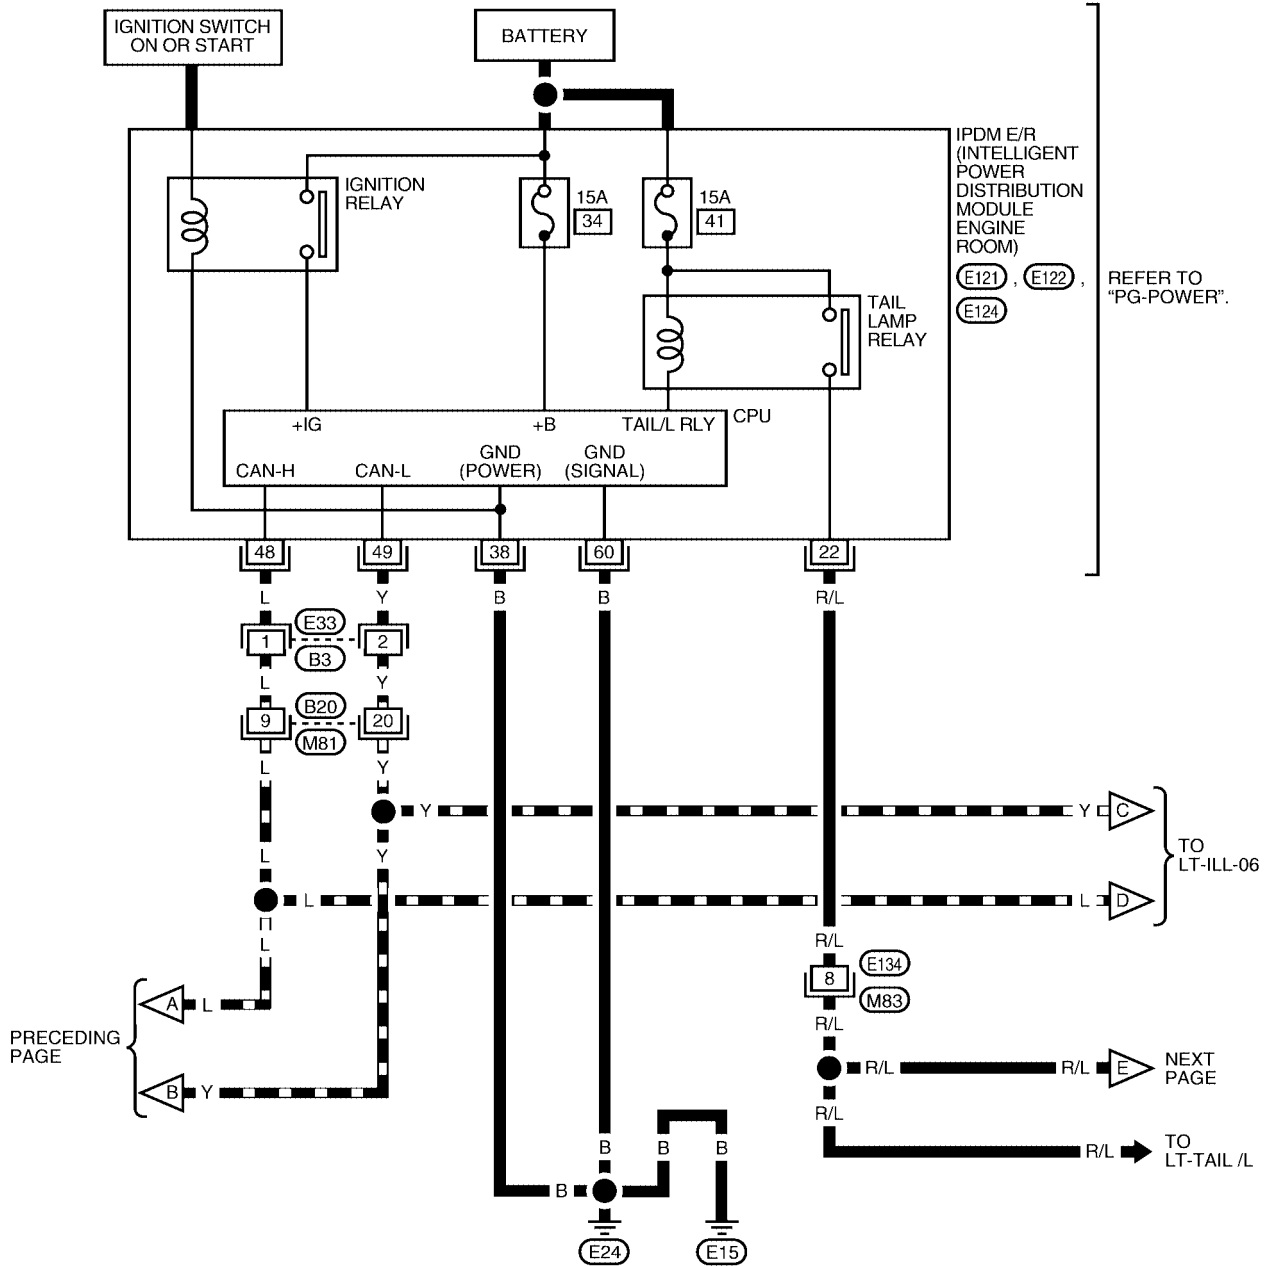 IGNITION SWITCH
ON OR START
BATTERY
IPDM E/R
(INTELLIGENT
POWER
DISTRIBUTION
MODULE
ENGINE
ROOM)
E121 , E122 ,
E124
REFER TO
“PG-POWER”.
IGNITION
RELAY
15A
34
15A
41
TAIL
LAMP
RELAY
CPU
+IG
+B
TAIL/L RLY
CAN-H
CAN-L
GND
(POWER)
GND
(SIGNAL)
48
49
38
60
22
L
Y
B
B
R/L
E33
1
2
B3
L
Y
B20
9
20
M81
L
Y
Y
Y
C
L
Y
TO
LT-ILL-06
L
L
D
L
R/L
E134
8
M83
A
L
R/L
PRECEDING
PAGE
R/L
R/L
E
NEXT
PAGE
B
Y
R/L
B
B
B
R/L
TO
LT-TAIL /L
B
E24
E15